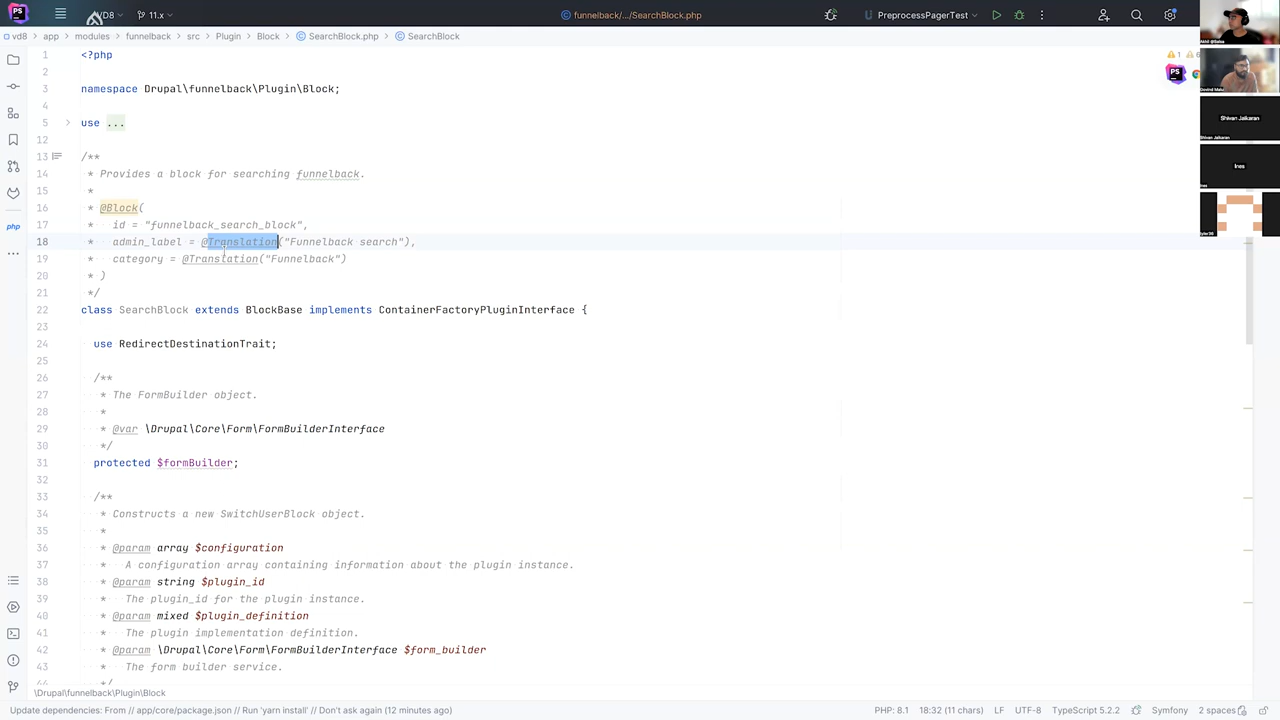 PS
VD8
11.x
funnelback/.../SearchBlock.php
PreprocessPagerTest
vd8 app modules funnelback src Plugin Block SearchBlock.php SearchBlock
1 <?php
2
3 namespace Drupal\funnelback\Plugin\Block;
4
5 use ...
12
13 /**
14 * Provides a block for searching funnelback.
15 *
16 * @Block(
17 * id = "funnelback_search_block",
18 * admin_label = @Translation("Funnelback search"),
19 * category = @Translation("Funnelback")
20 * )
21 */
22 class SearchBlock extends BlockBase implements ContainerFactoryPluginInterface {
23
24 use RedirectDestinationTrait;
25
26 /**
27 * The FormBuilder object.
28 *
29 * @var \Drupal\Core\Form\FormBuilderInterface
30 */
31 protected $formBuilder;
32
33 /**
34 * Constructs a new SwitchUserBlock object.
35 *
36 * @param array $configuration
37 * A configuration array containing information about the plugin instance.
38 * @param string $plugin_id
39 * The plugin_id for the plugin instance.
40 * @param mixed $plugin_definition
41 * The plugin implementation definition.
42 * @param \Drupal\Core\Form\FormBuilderInterface $form_builder
43 * The form builder service.
44 */
php
1 6
PS
Shivan Jaikaran
Shivan Jaikaran
Ines
Ines
\Drupal\funnelback\Plugin\Block
Update dependencies: From // app/core/package.json // Run 'yarn install' // Don't ask again (12 minutes ago)
PHP: 8.1 18:32 (11 chars) LF UTF-8 TypeScript 5.2.2 Symfony 2 spaces